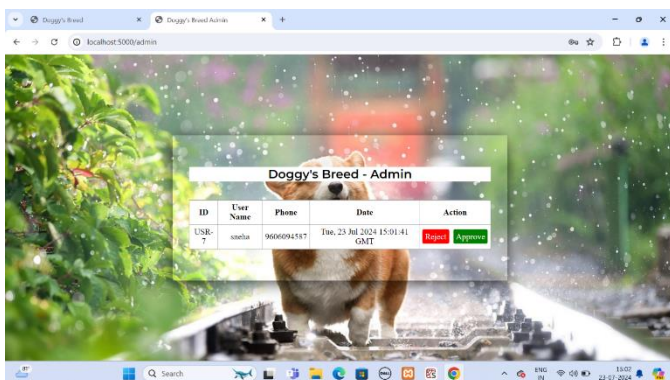 Doggy's Breed
Doggy's Breed Admin
localhost:5000/admin
Doggy's Breed - Admin
ID User Name Phone Date Action
USR-7 sneha 9606094587 Tue, 23 Jul 2024 15:01:41 GMT Reject Approve
Search
ENG
IN
15:02
23-07-2024